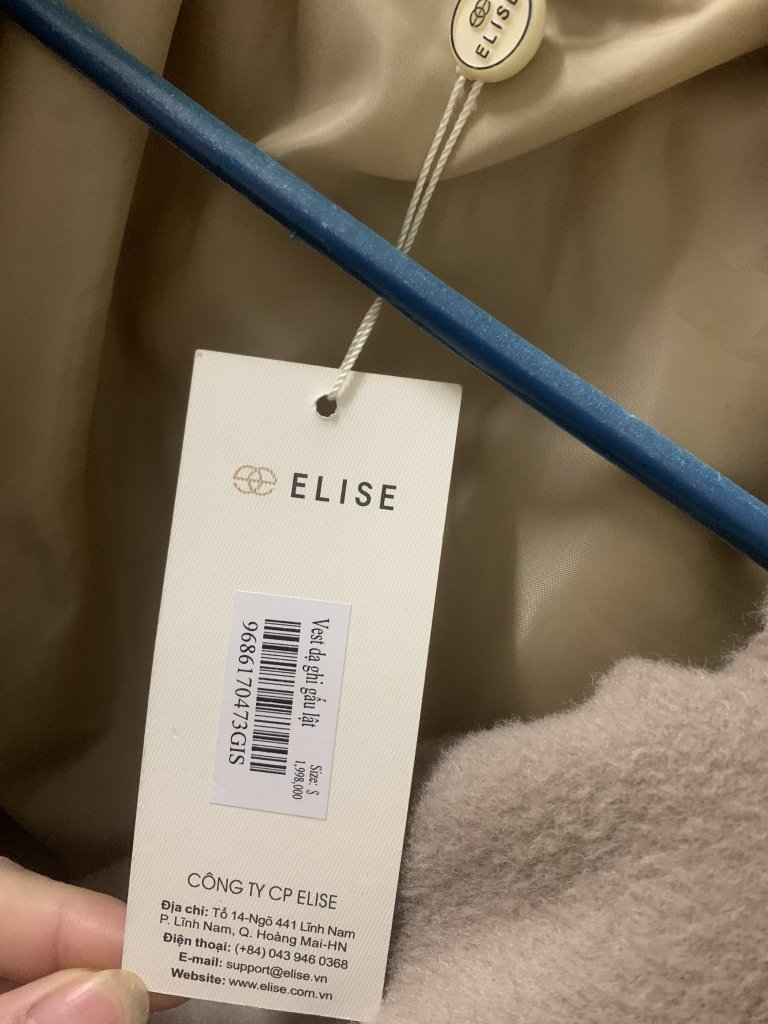 ELISE
ELISE
Vest dạ ghi gấu lật
Size: S
1,998,000
9686170473GIS
CÔNG TY CP ELISE
Địa chỉ: Tổ 14-Ngõ 441 Lĩnh Nam
P. Lĩnh Nam, Q. Hoàng Mai-HN
Điện thoại: (+84) 043 946 0368
E-mail: support@elise.vn
Website: www.elise.com.vn